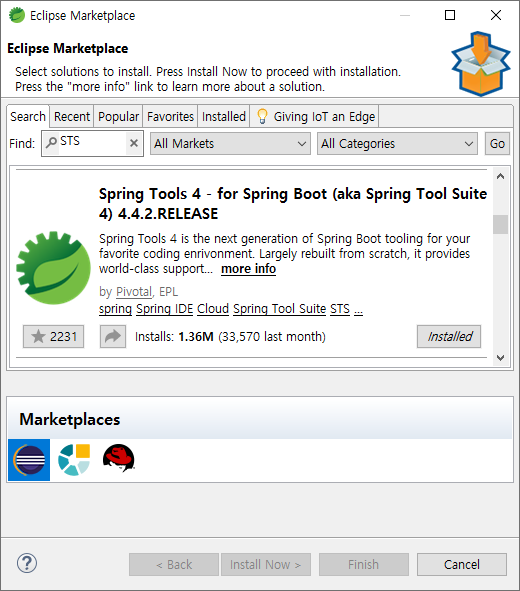 Eclipse Marketplace
Eclipse Marketplace
Select solutions to install. Press Install Now to proceed with installation.
Press the "more info" link to learn more about a solution.
Search Recent Popular Favorites Installed Giving IoT an Edge
Find: STS All Markets All Categories Go
Spring Tools 4 - for Spring Boot (aka Spring Tool Suite
4) 4.4.2.RELEASE
Spring Tools 4 is the next generation of Spring Boot tooling for your
favorite coding enrivonment. Largely rebuilt from scratch, it provides
world-class support... more info
by Pivotal, EPL
spring Spring IDE Cloud Spring Tool Suite STS ...
2231 Installs: 1.36M (33,570 last month) Installed
Marketplaces
? < Back Install Now > Finish Cancel